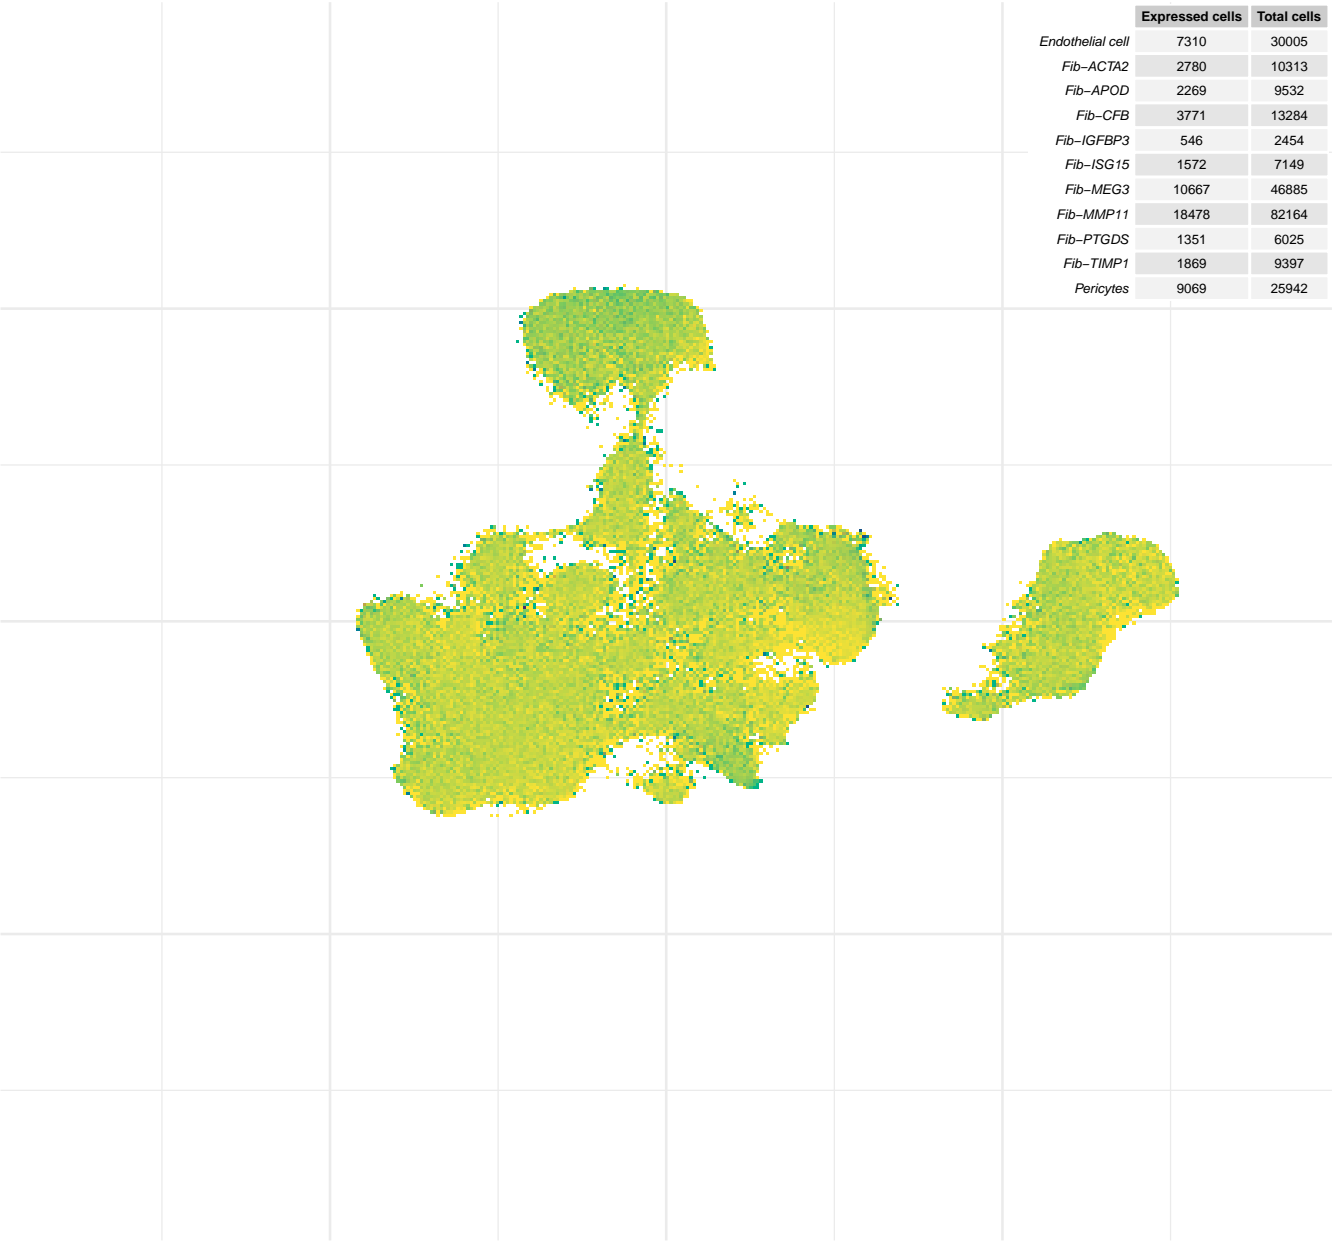 Expressed cells Total cells
Endothelial cell 7310 30005
Fib−ACTA2 2780 10313
Fib−APOD 2269 9532
Fib−CFB 3771 13284
Fib−IGFBP3 546 2454
Fib−ISG15 1572 7149
Fib−MEG3 10667 46885
Fib−MMP11 18478 82164
Fib−PTGDS 1351 6025
Fib−TIMP1 1869 9397
Pericytes 9069 25942